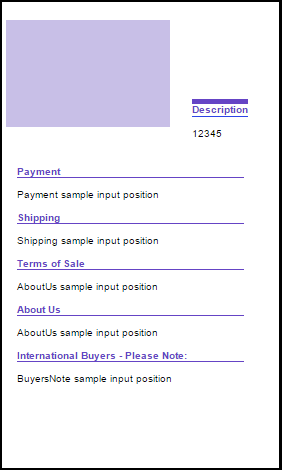 Description
12345
Payment
Payment sample input position
Shipping
Shipping sample input position
Terms of Sale
AboutUs sample input position
About Us
AboutUs sample input position
International Buyers - Please Note:
BuyersNote sample input position